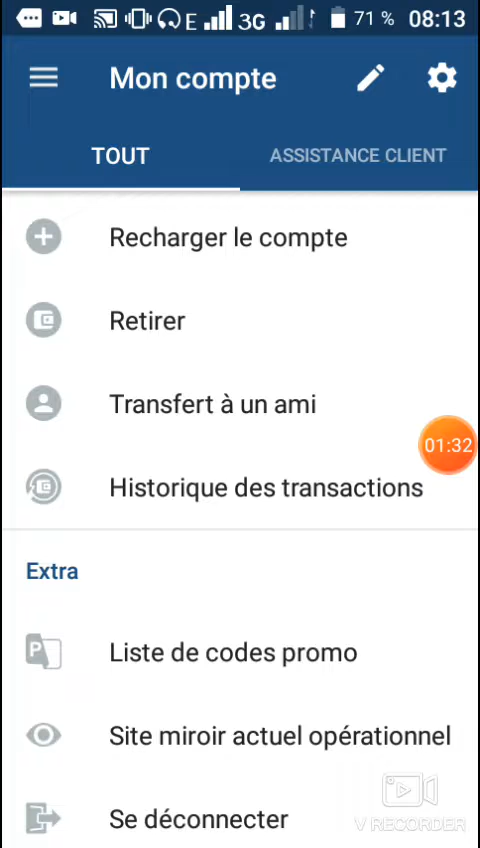 E 3G 71 % 08:13
Mon compte
TOUT ASSISTANCE CLIENT
Recharger le compte
Retirer
Transfert à un ami
01:32
Historique des transactions
Extra
P Liste de codes promo
Site miroir actuel opérationnel
Se déconnecter
V RECORDER